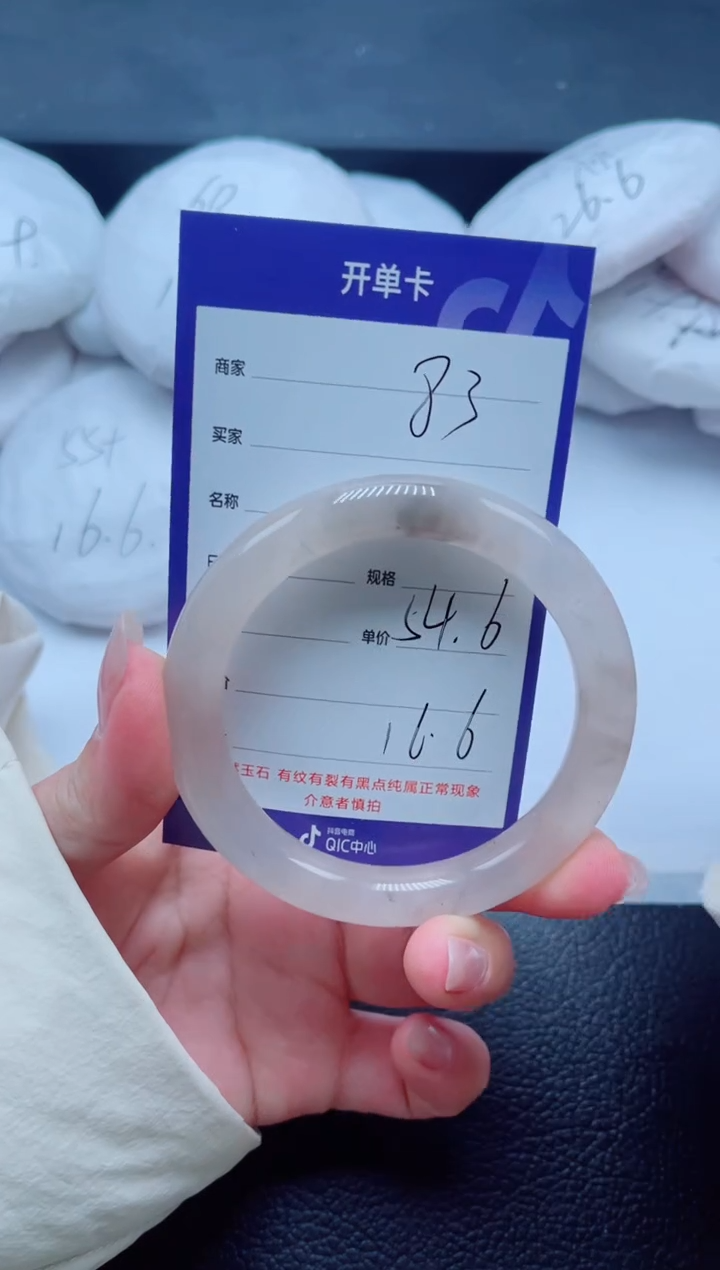 60
26.6
开单卡
商家 83
买家
名称
规格
单价 54.6
55+
16.6.
16.6
玉石 有纹有裂有黑点纯属正常现象
介意者慎拍
抖音电商
QIC中心